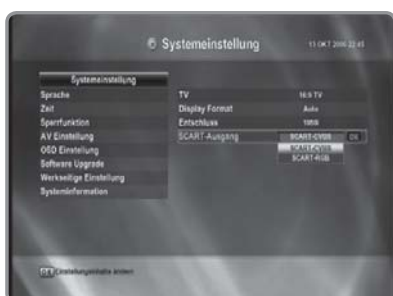 Systemeinstellung
13 OKT 2006 22:45
Systemeinstellung
Sprache
Zeit
Sperrfunktion
AV Einstellung
OSD Einstellung
Software Upgrade
Werkseitige Einstellung
Systeminformation
TV 16:9 TV
Display Format Auto
Entschluss 1080i
SCART-Ausgang SCART-CVBS OK
SCART-CVBS
SCART-RGB
OK Einstellungsinhalte ändern